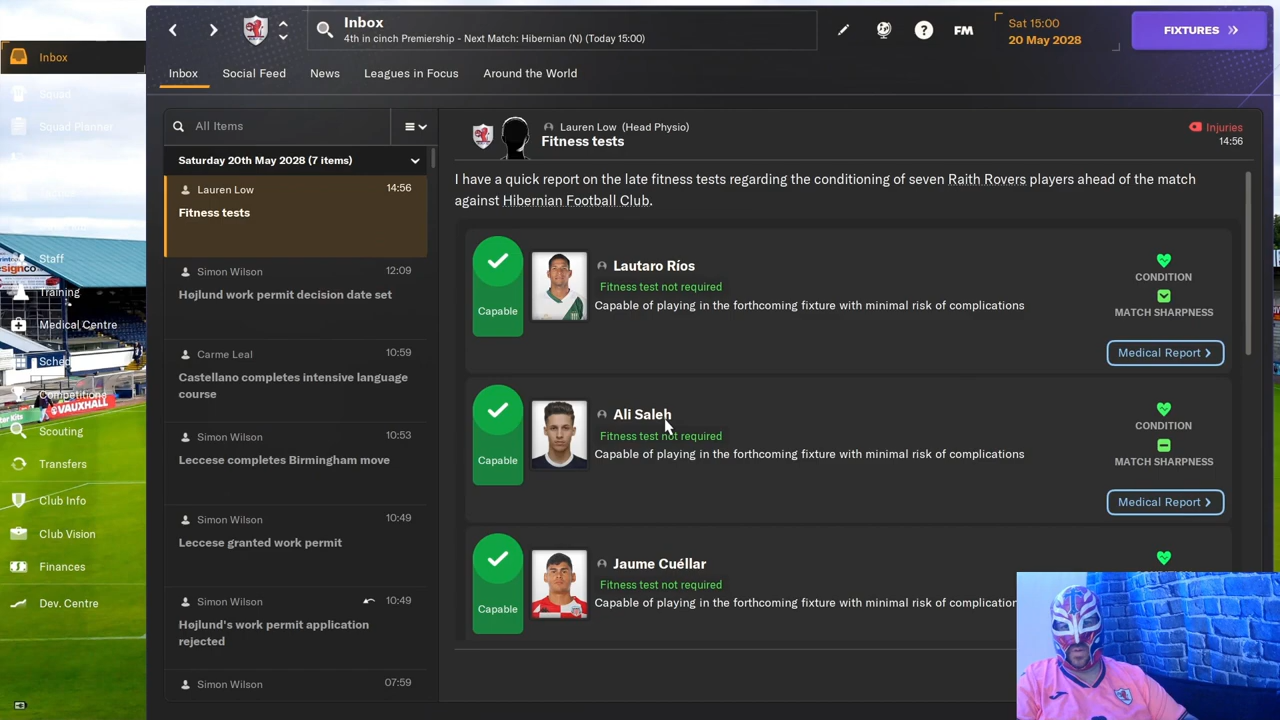 Inbox
4th in cinch Premiership - Next Match: Hibernian (N) (Today 15:00)
FM
Sat 15:00
20 May 2028
FIXTURES
Inbox
Social Feed
News
Leagues in Focus
Around the World
Inbox
Squad
Squad Planner
Staff
Training
Medical Centre
Sched
Competitions
Scouting
Transfers
Club Info
Club Vision
Finances
Dev. Centre
VAUXHALL
All Items
Saturday 20th May 2028 (7 items)
Lauren Low
14:56
Fitness tests
Simon Wilson
12:09
Højlund work permit decision date set
Carme Leal
10:59
Castellano completes intensive language
course
Simon Wilson
10:53
Leccese completes Birmingham move
Simon Wilson
10:49
Leccese granted work permit
Simon Wilson
10:49
Højlund's work permit application
rejected
Simon Wilson
07:59
Lauren Low (Head Physio)
Fitness tests
Injuries
14:56
I have a quick report on the late fitness tests regarding the conditioning of seven Raith Rovers players ahead of the match
against Hibernian Football Club.
Capable
Lautaro Ríos
Fitness test not required
Capable of playing in the forthcoming fixture with minimal risk of complications
CONDITION
MATCH SHARPNESS
Medical Report
Capable
Ali Saleh
Fitness test not required
Capable of playing in the forthcoming fixture with minimal risk of complications
CONDITION
MATCH SHARPNESS
Medical Report
Capable
Jaume Cuéllar
Fitness test not required
Capable of playing in the forthcoming fixture with minimal risk of complication